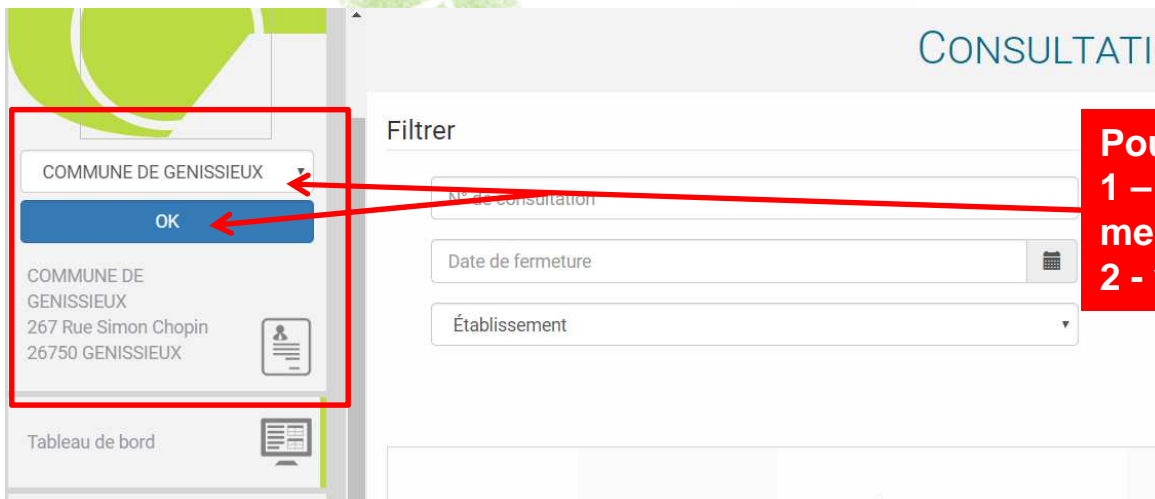 CONSULTATI
Filtrer
COMMUNE DE GENISSIEUX
OK
COMMUNE DE
GENISSIEUX
267 Rue Simon Chopin
26750 GENISSIEUX
Tableau de bord
N° de consultation
Date de fermeture
Établissement
Pou
1 –
me
2 -